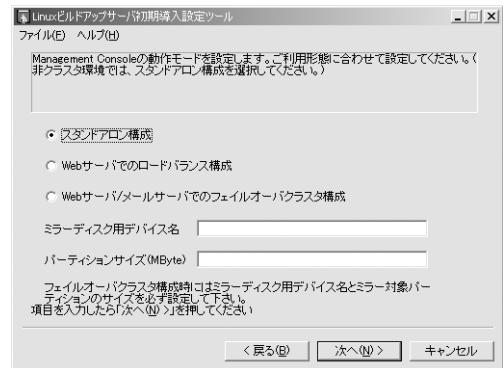 Linuxビルドアップサーバ初期導入設定ツール
ファイル(F) ヘルプ(H)
Management Consoleの動作モードを設定します。ご利用形態に合わせて設定してください。(
非クラスタ環境では、スタンドアロン構成を選択してください。)
スタンドアロン構成
Webサーバでのロードバランス構成
Webサーバ/メールサーバでのフェイルオーバクラスタ構成
ミラーディスク用デバイス名
パーティションサイズ(MByte)
フェイルオーバクラスタ構成時にはミラーディスク用デバイス名とミラー対象パー
ティションのサイズを必ず設定して下さい。
項目を入力したら「次へ(N) >」を押してください
< 戻る(B) 次へ(N) > キャンセル